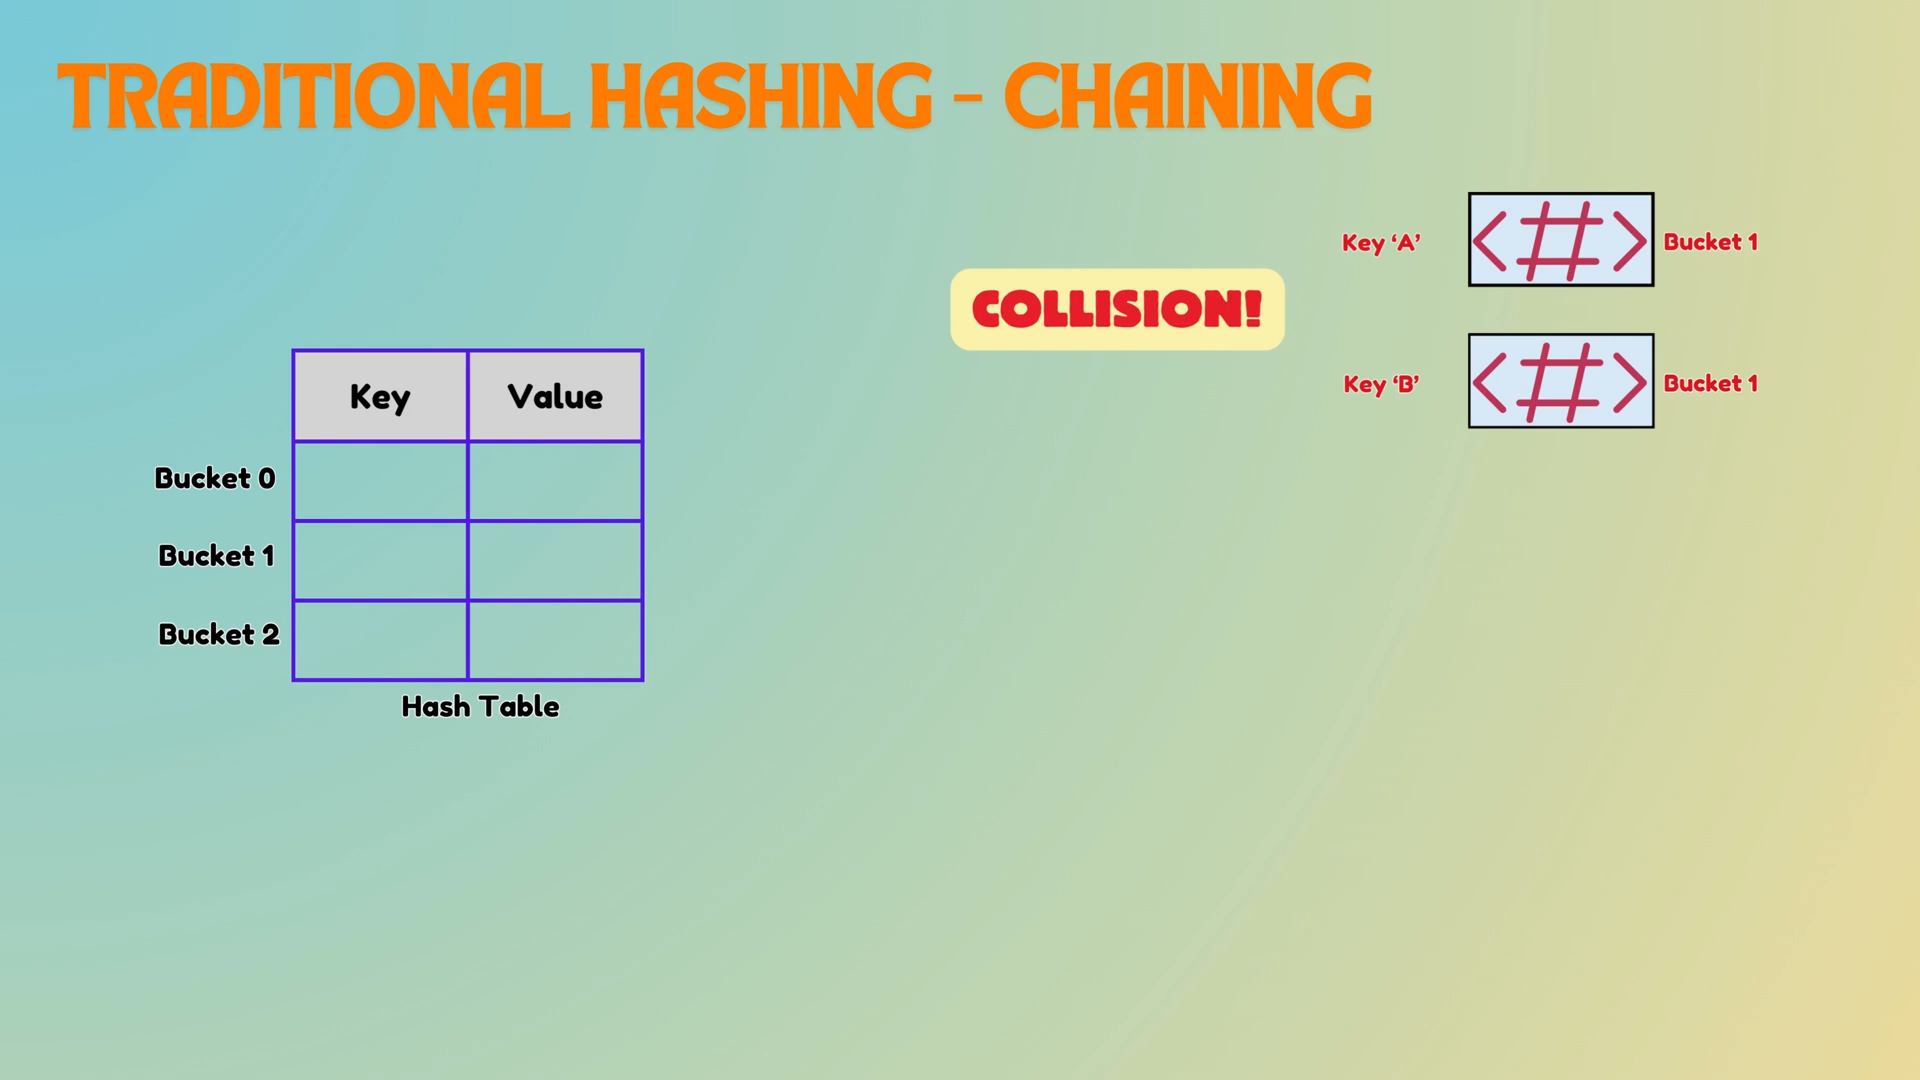 TRADITIONAL HASHING - CHAINING
Key ‘A’ <#> Bucket 1
COLLISION!
Key ‘B’ <#> Bucket 1
Key Value
Bucket 0
Bucket 1
Bucket 2
Hash Table